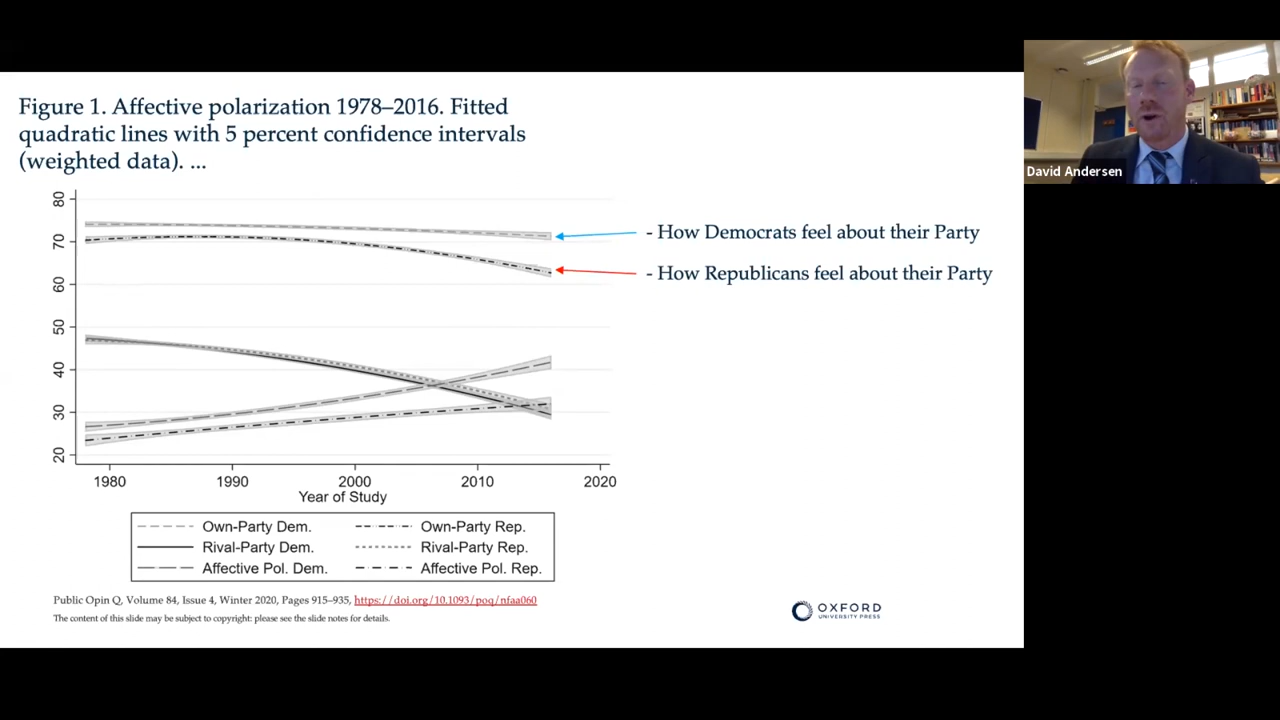 Figure 1. Affective polarization 1978–2016. Fitted
quadratic lines with 5 percent confidence intervals
(weighted data). ...
David Andersen
80
70
60
50
40
30
20
- How Democrats feel about their Party
- How Republicans feel about their Party
1980 1990 2000 2010 2020
Year of Study
Own-Party Dem. Own-Party Rep.
Rival-Party Dem. Rival-Party Rep.
Affective Pol. Dem. Affective Pol. Rep.
Public Opin Q, Volume 84, Issue 4, Winter 2020, Pages 915–935, https://doi.org/10.1093/poq/nfaa060
The content of this slide may be subject to copyright: please see the slide notes for details.
OXFORD
UNIVERSITY PRESS